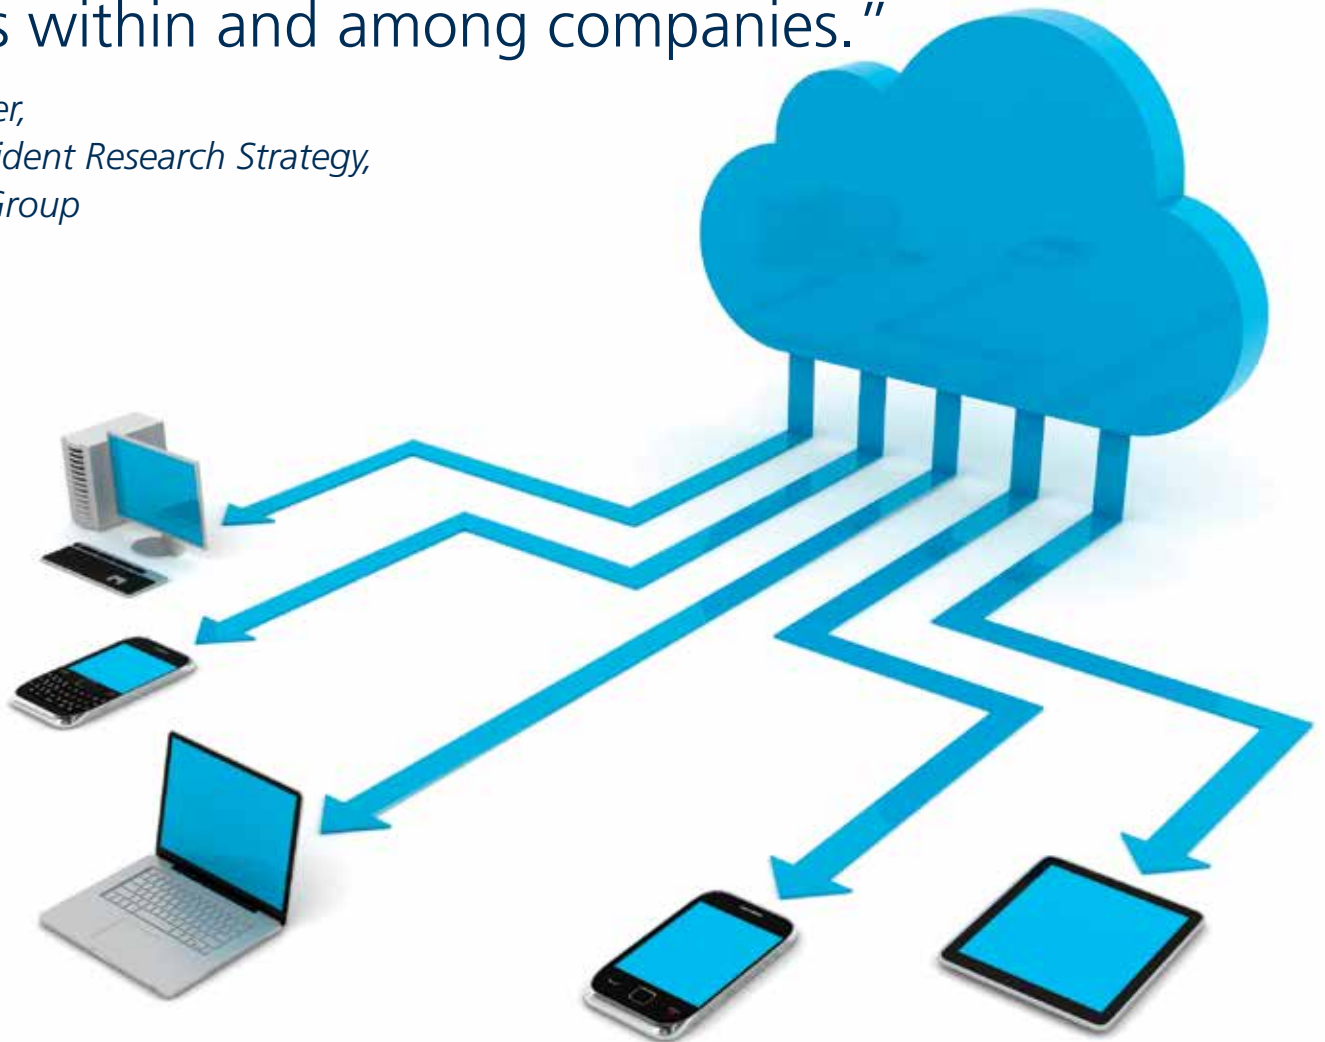 s within and among companies.”
er,
ident Research Strategy,
Group